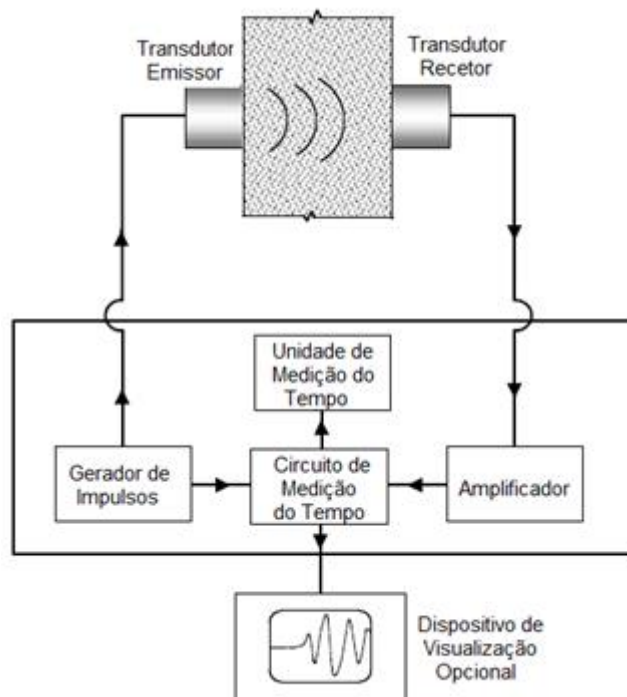 Transdutor
Emissor
Transdutor
Recetor
Unidade de
Medição do
Tempo
Gerador de
Impulsos
Circuito de
Medição
do Tempo
Amplificador
Dispositivo de
Visualização
Opcional